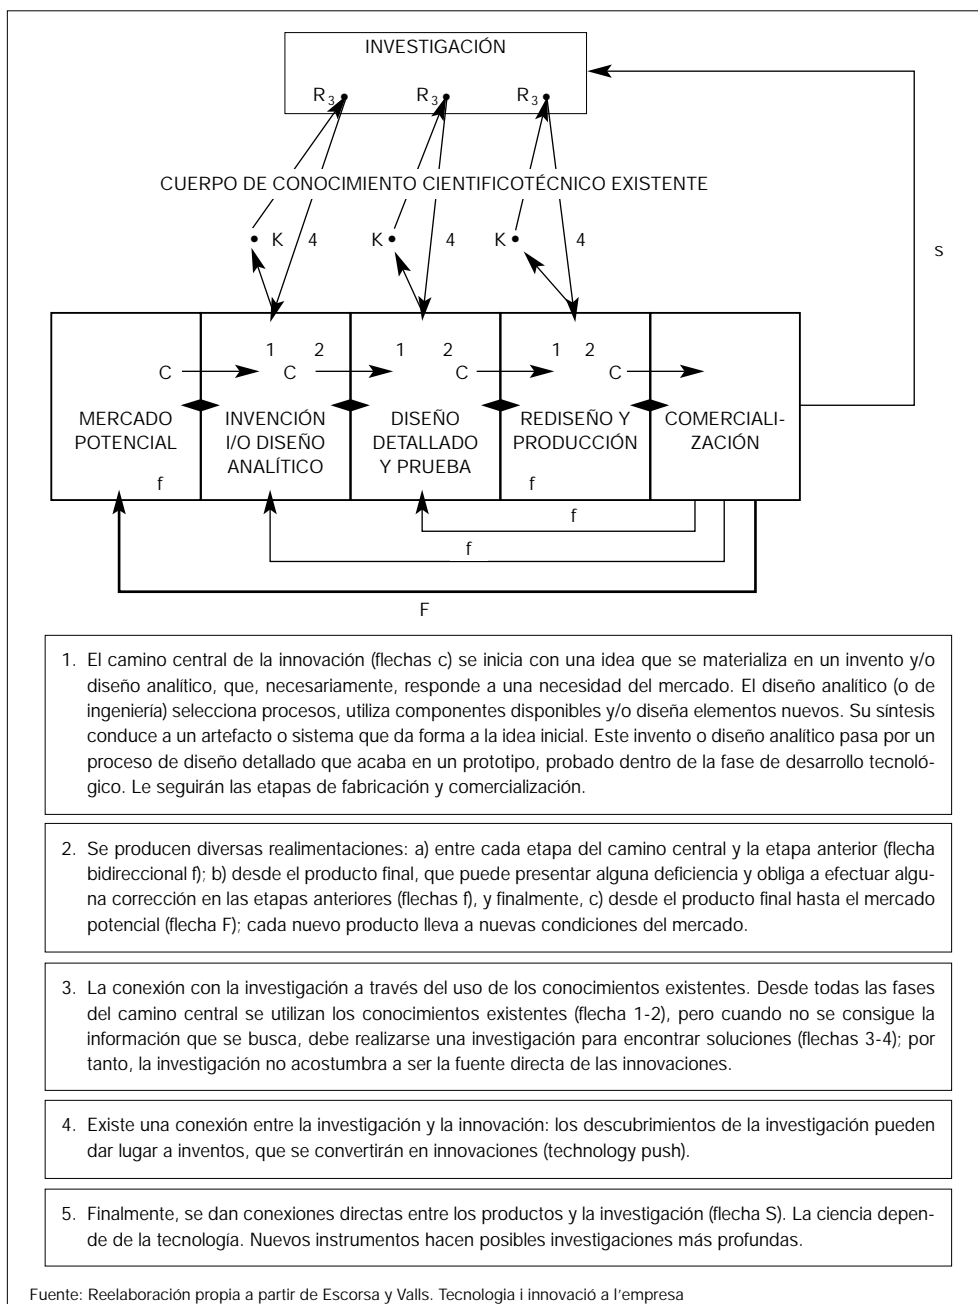 INVESTIGACIÓN
R3 R3 R3
CUERPO DE CONOCIMIENTO CIENTIFICOTÉCNICO EXISTENTE
K 4 K 4 K 4
s
1 2 1 2 1 2
C C C C
MERCADO
POTENCIAL
f
INVENCIÓN
I/O DISEÑO
ANALÍTICO
DISEÑO
DETALLADO
Y PRUEBA
REDISEÑO Y
PRODUCCIÓN
f
COMERCIALI-
ZACIÓN
f
f
F
1. El camino central de la innovación (flechas c) se inicia con una idea que se materializa en un invento y/o
diseño analítico, que, necesariamente, responde a una necesidad del mercado. El diseño analítico (o de
ingeniería) selecciona procesos, utiliza componentes disponibles y/o diseña elementos nuevos. Su síntesis
conduce a un artefacto o sistema que da forma a la idea inicial. Este invento o diseño analítico pasa por un
proceso de diseño detallado que acaba en un prototipo, probado dentro de la fase de desarrollo tecnoló-
gico. Le seguirán las etapas de fabricación y comercialización.
2. Se producen diversas realimentaciones: a) entre cada etapa del camino central y la etapa anterior (flecha
bidireccional f); b) desde el producto final, que puede presentar alguna deficiencia y obliga a efectuar algu-
na corrección en las etapas anteriores (flechas f), y finalmente, c) desde el producto final hasta el mercado
potencial (flecha F); cada nuevo producto lleva a nuevas condiciones del mercado.
3. La conexión con la investigación a través del uso de los conocimientos existentes. Desde todas las fases
del camino central se utilizan los conocimientos existentes (flecha 1-2), pero cuando no se consigue la
información que se busca, debe realizarse una investigación para encontrar soluciones (flechas 3-4); por
tanto, la investigación no acostumbra a ser la fuente directa de las innovaciones.
4. Existe una conexión entre la investigación y la innovación: los descubrimientos de la investigación pueden
dar lugar a inventos, que se convertirán en innovaciones (technology push).
5. Finalmente, se dan conexiones directas entre los productos y la investigación (flecha S). La ciencia depen-
de de la tecnología. Nuevos instrumentos hacen posibles investigaciones más profundas.
Fuente: Reelaboración propia a partir de Escorsa y Valls. Tecnologia i innovació a l'empresa